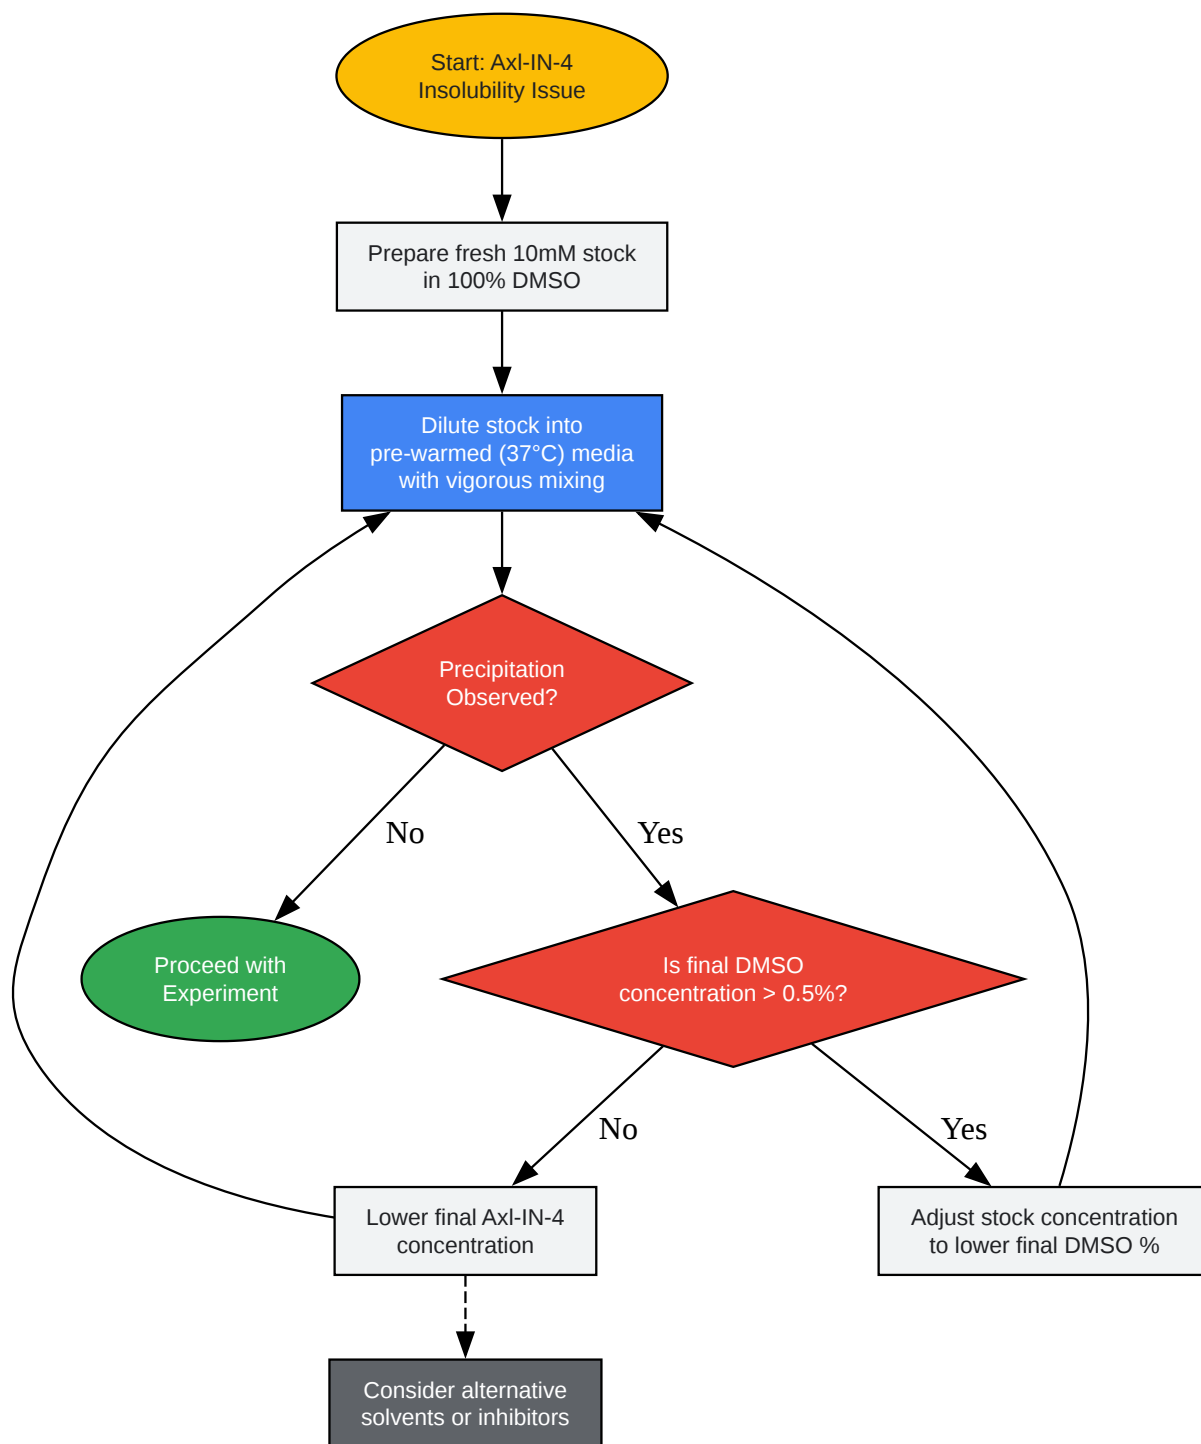 Start: Axl-IN-4
Insolubility Issue
Prepare fresh 10mM stock
in 100% DMSO
Dilute stock into
pre-warmed (37°C) media
with vigorous mixing
Precipitation
Observed?
No
Yes
Proceed with
Experiment
Is final DMSO
concentration > 0.5%?
No
Yes
Lower final Axl-IN-4
concentration
Adjust stock concentration
to lower final DMSO %
Consider alternative
solvents or inhibitors